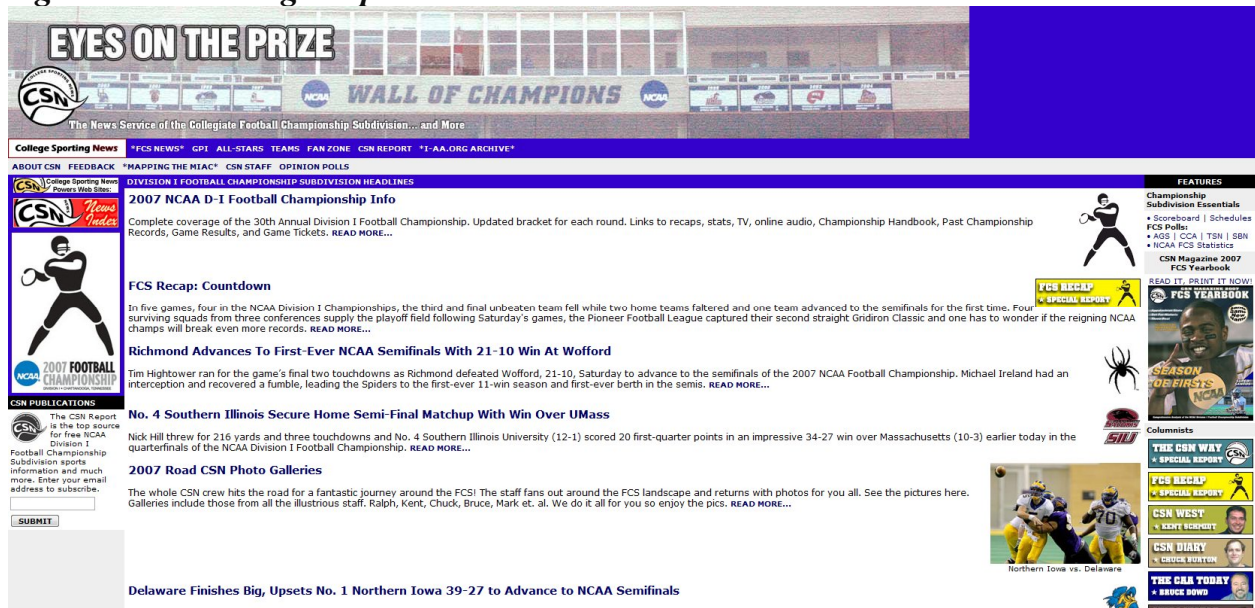 EYES ON THE PRIZE
NCAA WALL OF CHAMPIONS NCAA
COLLEGE SPORTING NEWS
CSN
The News Service of the Collegiate Football Championship Subdivision... and More
College Sporting News *FCS NEWS* GPI ALL-STARS TEAMS FAN ZONE CSN REPORT *I-AA.ORG ARCHIVE*
ABOUT CSN FEEDBACK *MAPPING THE MIAC* CSN STAFF OPINION POLLS
CSN College Sporting News
Powers Web Sites:
CSN News
Index
2007 FOOTBALL
NCAA CHAMPIONSHIP
CSN PUBLICATIONS
CSN
The CSN Report
is the top source
for free NCAA
Division I
Football Championship
Subdivision sports
information and much
more. Enter your email
address to subscribe.
SUBMIT
DIVISION I FOOTBALL CHAMPIONSHIP SUBDIVISION HEADLINES
2007 NCAA D-I Football Championship Info
Complete coverage of the 30th Annual Division I Football Championship. Updated bracket for each round. Links to recaps, stats, TV, online audio, Championship Handbook, Past Championship
Records, Game Results, and Game Tickets. READ MORE...
FCS Recap: Countdown
FCS RECAP
★ SPECIAL REPORT
In five games, four in the NCAA Division I Championships, the third and final unbeaten team fell while two home teams faltered and one team advanced to the semifinals for the first time. Four
surviving squads from three conferences supply the playoff field following Saturday's games, the Pioneer Football League captured their second straight Gridiron Classic and one has to wonder if the reigning NCAA
champs will break even more records. READ MORE...
Richmond Advances To First-Ever NCAA Semifinals With 21-10 Win At Wofford
Tim Hightower ran for the game's final two touchdowns as Richmond defeated Wofford, 21-10, Saturday to advance to the semifinals of the 2007 NCAA Football Championship. Michael Ireland had an
interception and recovered a fumble, leading the Spiders to the first-ever 11-win season and first-ever berth in the semis. READ MORE...
No. 4 Southern Illinois Secure Home Semi-Final Matchup With Win Over UMass
SIU
Nick Hill threw for 216 yards and three touchdowns and No. 4 Southern Illinois University (12-1) scored 20 first-quarter points in an impressive 34-27 win over Massachusetts (10-3) earlier today in the
quarterfinals of the NCAA Division I Football Championship. READ MORE...
2007 Road CSN Photo Galleries
The whole CSN crew hits the road for a fantastic journey around the FCS! The staff fans out around the FCS landscape and returns with photos for you all. See the pictures here.
Galleries include those from all the illustrious staff. Ralph, Kent, Chuck, Bruce, Mark et. al. We do it all for you so enjoy the pics. READ MORE...
70
Northern Iowa vs. Delaware
Delaware Finishes Big, Upsets No. 1 Northern Iowa 39-27 to Advance to NCAA Semifinals
FEATURES
Championship
Subdivision Essentials
• Scoreboard | Schedules
FCS Polls:
• AGS | CCA | TSN | SBN
• NCAA FCS Statistics
CSN Magazine 2007
FCS Yearbook
READ IT, PRINT IT NOW!
CSN MAGAZINE 2007
FCS YEARBOOK
SEASON
OF FIRSTS
NCAA
Columnists
THE CSN WAY
★ SPECIAL REPORT
CSN
FCS RECAP
★ SPECIAL REPORT
CSN WEST
★ KENT SCHMIDT
CSN DIARY
★ CHUCK BURTON
THE CAA TODAY
★ BRUCE DOWD